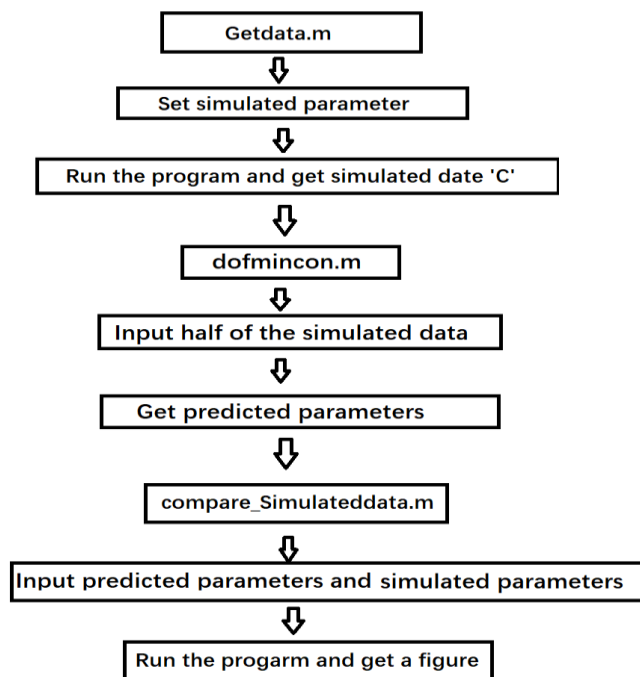 Getdata.m
Set simulated parameter
Run the program and get simulated date 'C'
dofmincon.m
Input half of the simulated data
Get predicted parameters
compare_Simulateddata.m
Input predicted parameters and simulated parameters
Run the progarm and get a figure